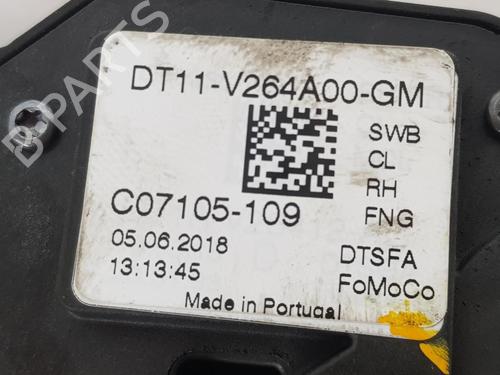 DT11-V264A00-GM
SWB
CL
RH
FNG
C07105-109
05.06.2018
13:13:45
DTSFA
FoMoCo
Made in Portugal
B PARTS